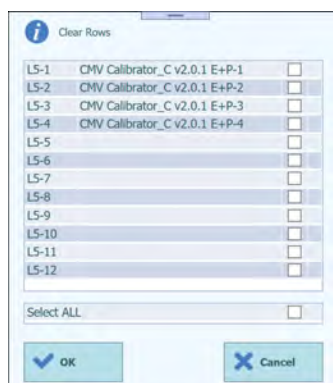 Clear Rows
L5-1 CMV Calibrator_C v2.0.1 E+P-1
L5-2 CMV Calibrator_C v2.0.1 E+P-2
L5-3 CMV Calibrator_C v2.0.1 E+P-3
L5-4 CMV Calibrator_C v2.0.1 E+P-4
L5-5
L5-6
L5-7
L5-8
L5-9
L5-10
L5-11
L5-12
Select ALL
OK Cancel